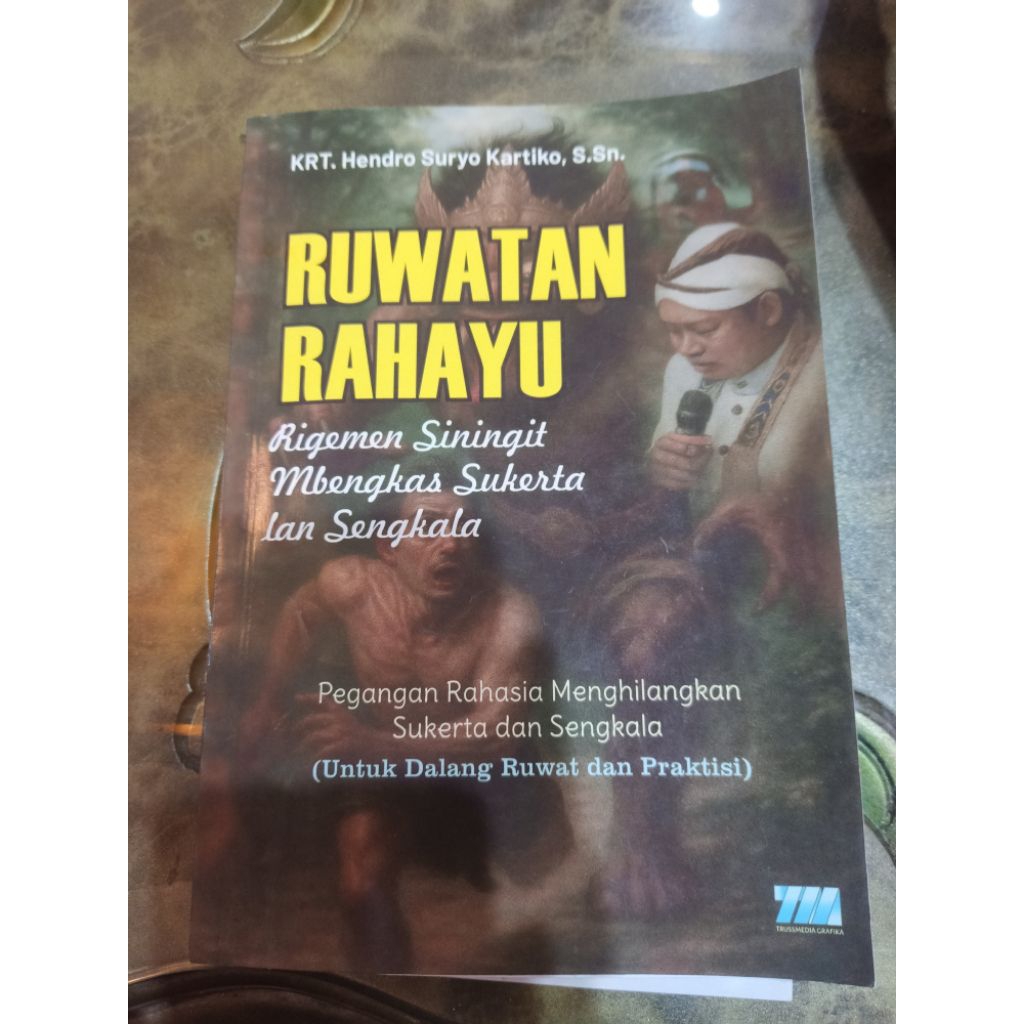 KRT. Hendro Suryo Kartiko, S.Sn.
RUWATAN
RAHAYU
Rigemen Siningit
Mbengkas Sukerta
lan Sengkala
Pegangan Rahasia Menghilangkan
Sukerta dan Sengkala
(Untuk Dalang Ruwat dan Praktisi)
TM
TRUSSMEDIA GRAFIKA